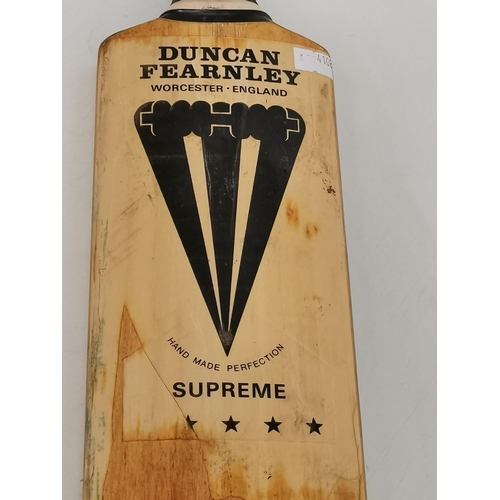 DUNCAN
FEARNLEY
WORCESTER · ENGLAND
HAND MADE PERFECTION
SUPREME